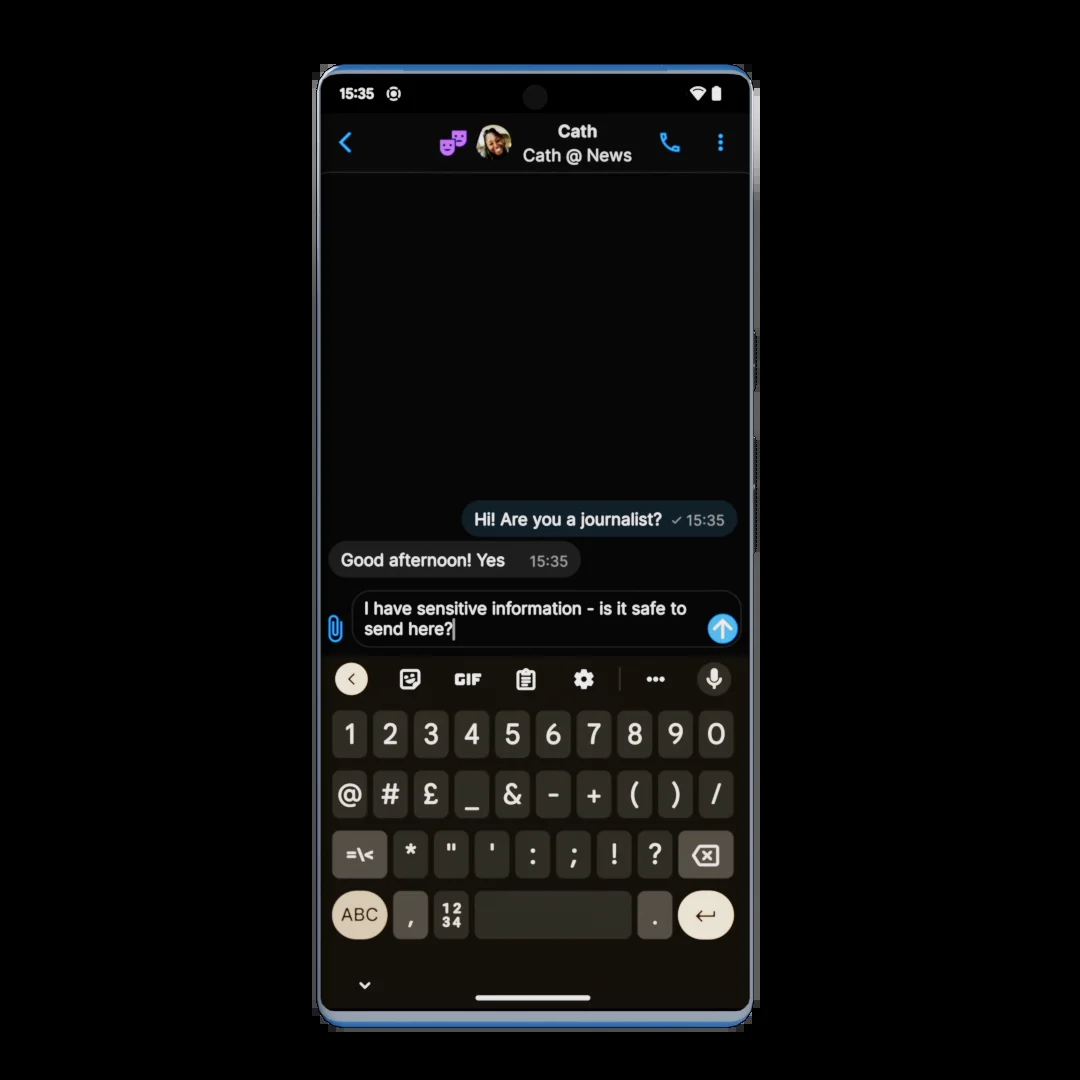 15:35
Cath
Cath @ News
Hi! Are you a journalist? ✓ 15:35
Good afternoon! Yes 15:35
I have sensitive information - is it safe to
send here?
GIF
1 2 3 4 5 6 7 8 9 0
@ # £ _ & - + ( ) /
=\< * " ' : ; ! ?
ABC , 12 34 .